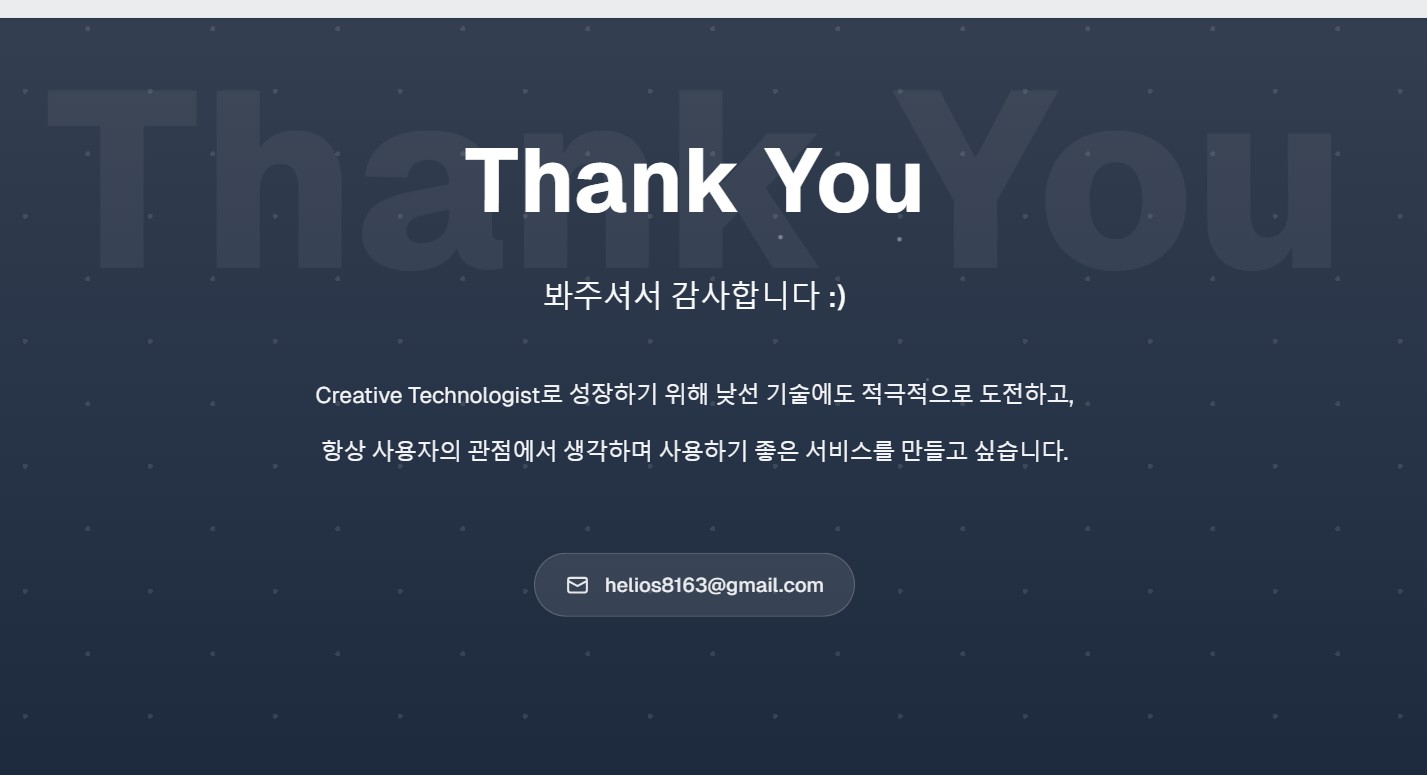 Thank You
Thank You
봐주셔서 감사합니다 :)
Creative Technologist로 성장하기 위해 낯선 기술에도 적극적으로 도전하고,
항상 사용자의 관점에서 생각하며 사용하기 좋은 서비스를 만들고 싶습니다.
helios8163@gmail.com